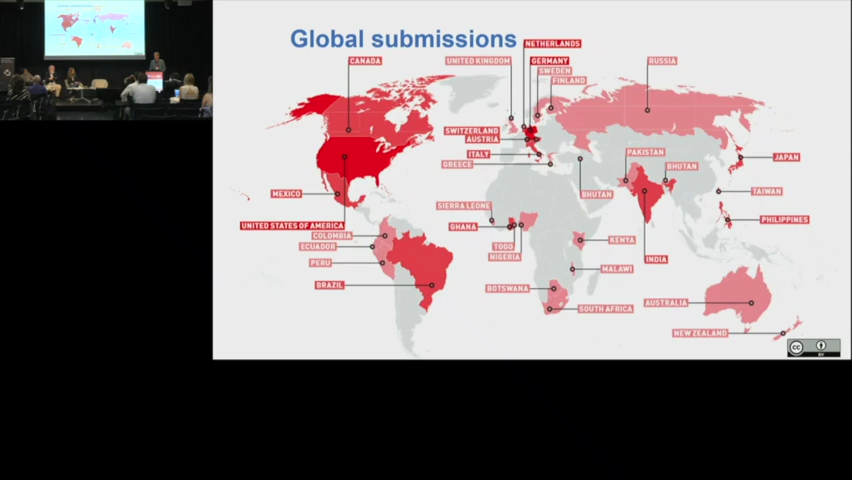 Global submissions
NETHERLANDS
CANADA
UNITED KINGDOM
GERMANY
RUSSIA
SWEDEN
FINLAND
SWITZERLAND
AUSTRIA
ITALY
GREECE
PAKISTAN
BHUTAN
JAPAN
MEXICO
BHUTAN
TAIWAN
SIERRA LEONE
UNITED STATES OF AMERICA
GHANA
PHILIPPINES
COLOMBIA
ECUADOR
TOGO
NIGERIA
KENYA
PERU
INDIA
MALAWI
BRAZIL
BOTSWANA
SOUTH AFRICA
AUSTRALIA
NEW ZEALAND
CC
BY